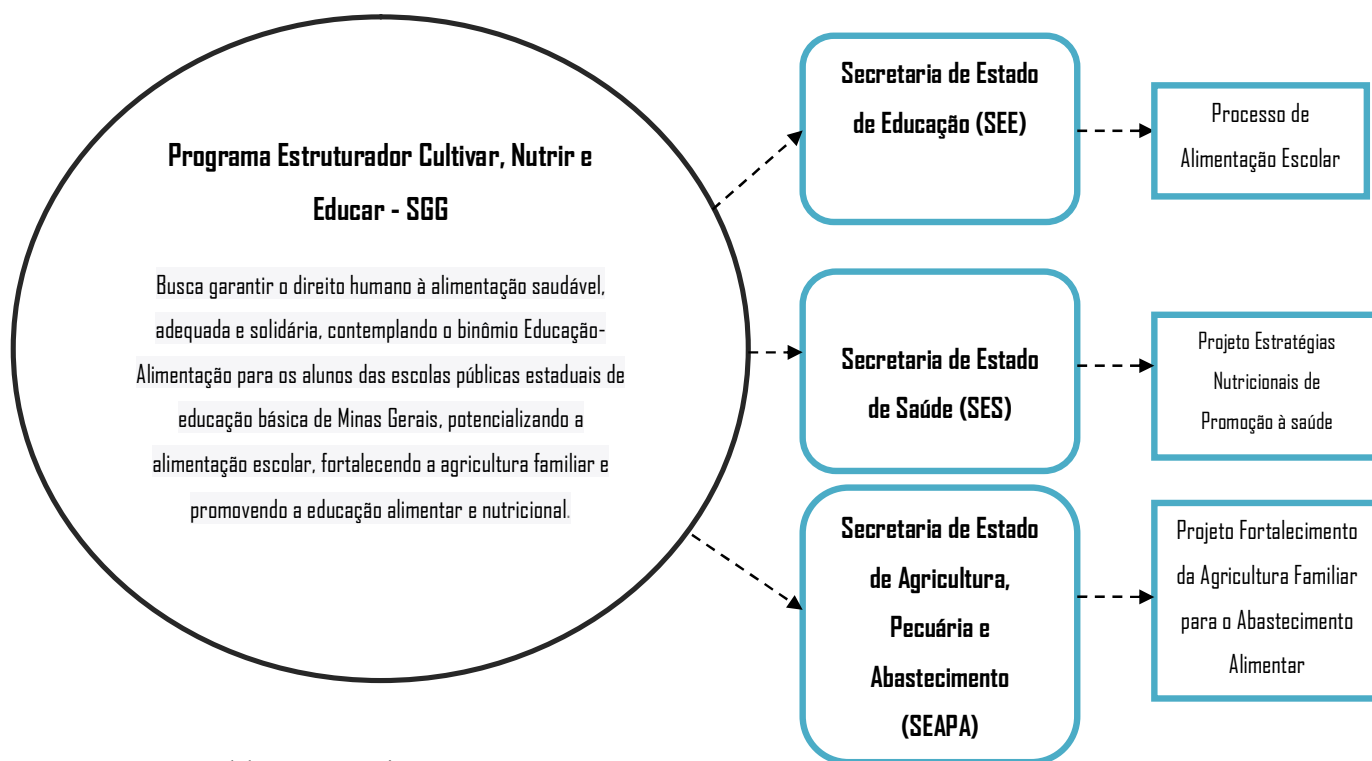 Programa Estruturador Cultivar, Nutrir e
Educar - SGG
Busca garantir o direito humano à alimentação saudável,
adequada e solidária, contemplando o binômio Educação-
Alimentação para os alunos das escolas públicas estaduais de
educação básica de Minas Gerais, potencializando a
alimentação escolar, fortalecendo a agricultura familiar e
promovendo a educação alimentar e nutricional.
Secretaria de Estado
de Educação (SEE)
Processo de
Alimentação Escolar
Secretaria de Estado
de Saúde (SES)
Projeto Estratégias
Nutricionais de
Promoção à saúde
Secretaria de Estado
de Agricultura,
Pecuária e
Abastecimento
(SEAPA)
Projeto Fortalecimento
da Agricultura Familiar
para o Abastecimento
Alimentar